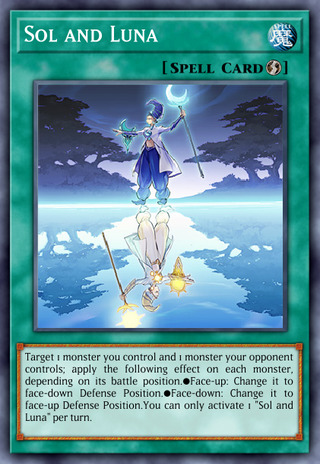 Sol and Luna
魔
[Spell Card]
Target 1 monster you control and 1 monster your opponent
controls; apply the following effect on each monster,
depending on its battle position.●Face-up: Change it to
face-down Defense Position.●Face-down: Change it to
face-up Defense Position.You can only activate 1 "Sol and
Luna" per turn.